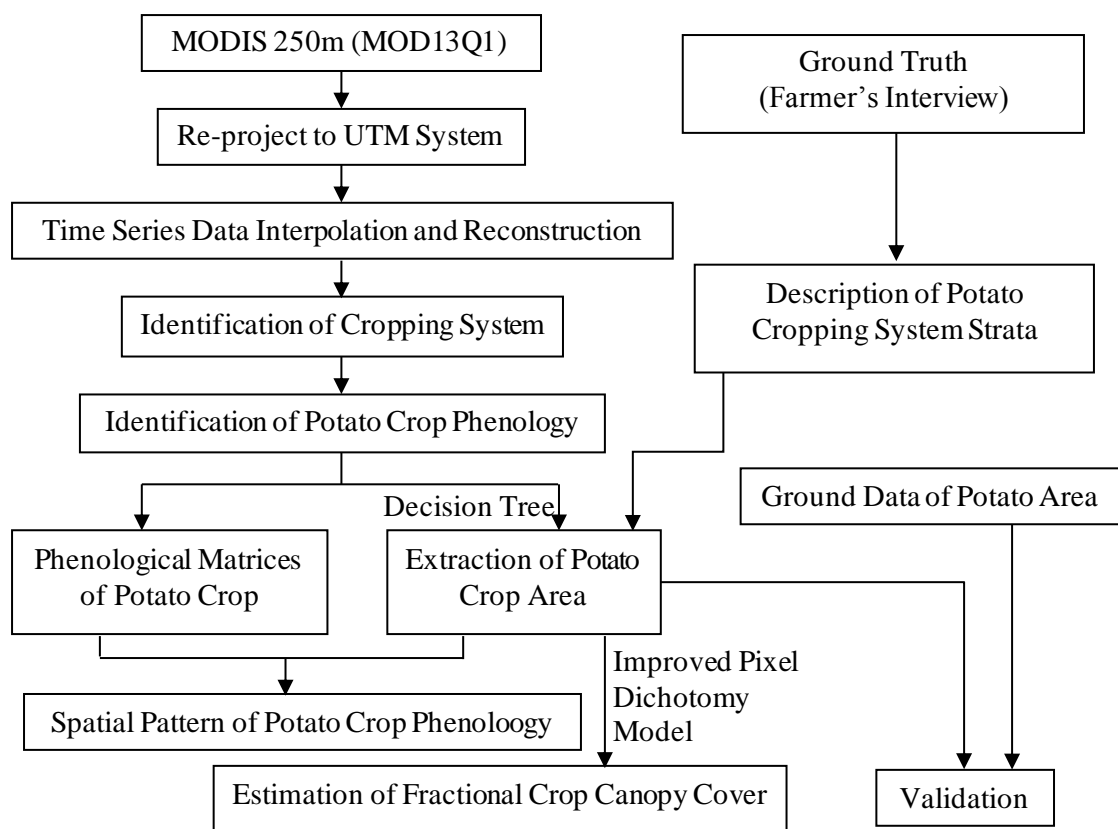 MODIS 250m (MOD13Q1)
Ground Truth
(Farmer's Interview)
Re-project to UTM System
Time Series Data Interpolation and Reconstruction
Description of Potato
Cropping System Strata
Identification of Cropping System
Identification of Potato Crop Phenology
Decision Tree
Ground Data of Potato Area
Phenological Matrices
of Potato Crop
Extraction of Potato
Crop Area
Improved Pixel
Dichotomy
Model
Spatial Pattern of Potato Crop Phenoloogy
Estimation of Fractional Crop Canopy Cover
Validation